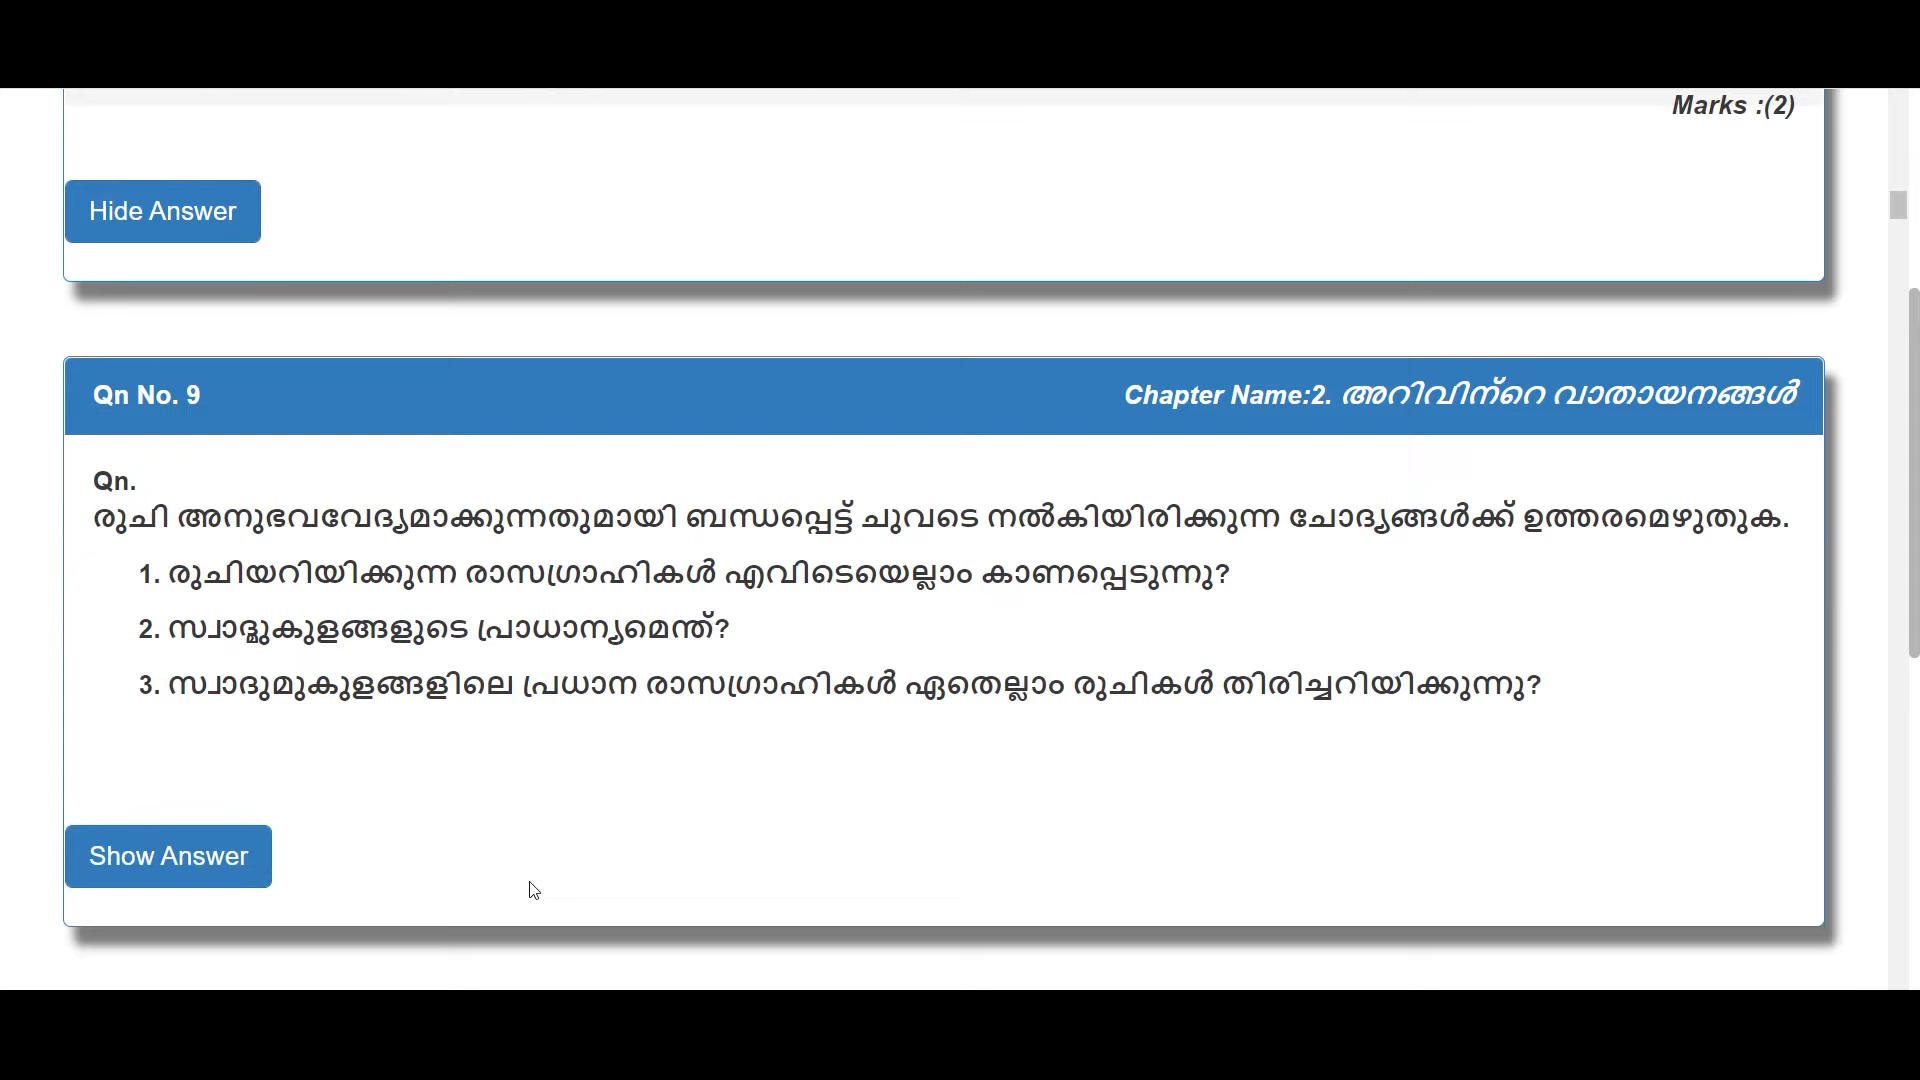 Marks :(2)
Hide Answer
Qn No. 9
Chapter Name:2. അറിവിന്റെ വാതായനങ്ങൾ
Qn.
രുചി അനുഭവവേദ്യമാക്കുന്നതുമായി ബന്ധപ്പെട്ട് ചുവടെ നൽകിയിരിക്കുന്ന ചോദ്യങ്ങൾക്ക് ഉത്തരമെഴുതുക.
1. രുചിയറിയിക്കുന്ന രാസഗ്രാഹികൾ എവിടെയെല്ലാം കാണപ്പെടുന്നു?
2. സ്വാദ്മുകുളങ്ങളുടെ പ്രാധാന്യമെന്ത്?
3. സ്വാദുമുകുളങ്ങളിലെ പ്രധാന രാസഗ്രാഹികൾ ഏതെല്ലാം രുചികൾ തിരിച്ചറിയിക്കുന്നു?
Show Answer